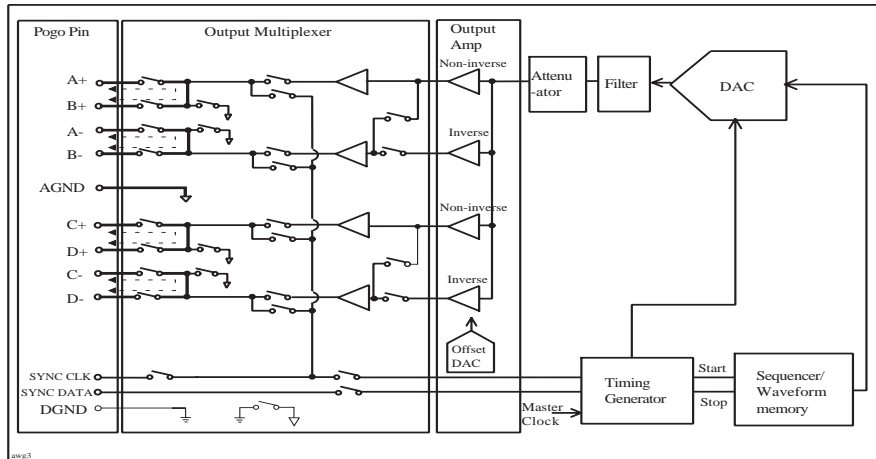 Pogo Pin
Output Multiplexer
Output
Amp
Non-inverse
A+
B+
A-
B-
Inverse
AGND
Non-inverse
C+
D+
C-
D-
Inverse
Offset
DAC
Attenu
-ator
Filter
DAC
SYNC CLK
SYNC DATA
DGND
Master
Clock
Timing
Generator
Start
Stop
Sequencer/
Waveform
memory
awg3